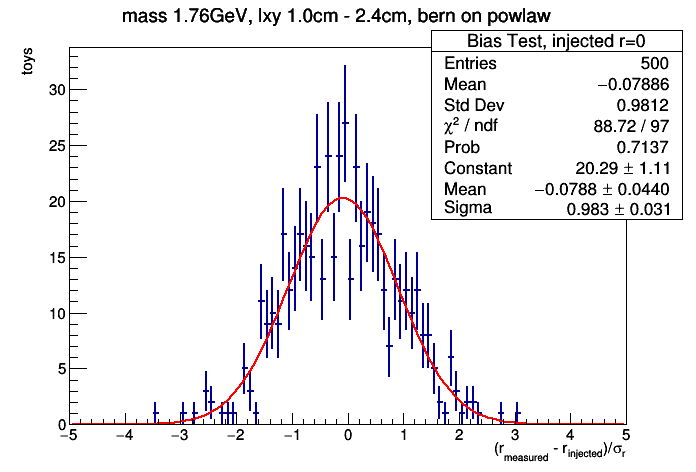 mass 1.76GeV, lxy 1.0cm - 2.4cm, bern on powlaw
toys
Bias Test, injected r=0
Entries 500
Mean −0.07886
Std Dev 0.9812
χ² / ndf 88.72 / 97
Prob 0.7137
Constant 20.29 ± 1.11
Mean −0.0788 ± 0.0440
Sigma 0.983 ± 0.031
30
25
20
15
10
5
0
−5 −4 −3 −2 −1 0 1 2 3 4 5
(r_measured - r_injected)/σ_r